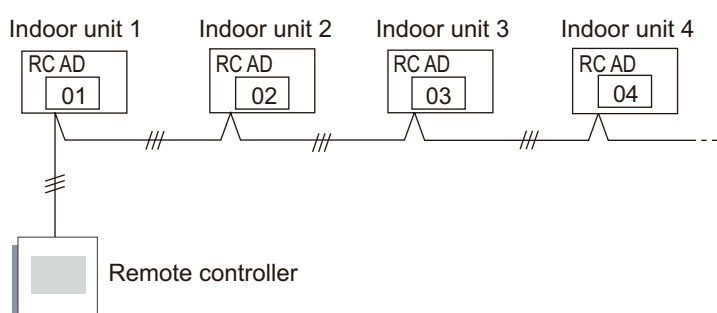 Indoor unit 1 Indoor unit 2 Indoor unit 3 Indoor unit 4
RC AD RC AD RC AD RC AD
01 02 03 04
Remote controller